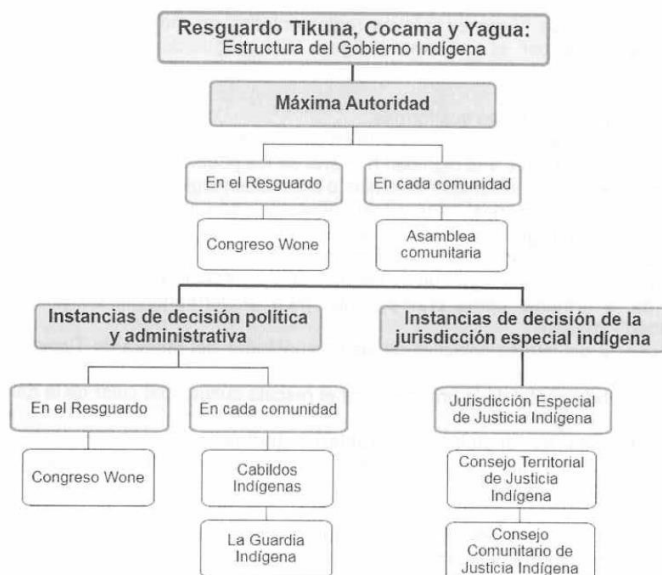 Resguardo Tikuna, Cocama y Yagua:
Estructura del Gobierno Indígena
Máxima Autoridad
En el Resguardo
En cada comunidad
Congreso Wone
Asamblea
comunitaria
Instancias de decisión política
y administrativa
Instancias de decisión de la
jurisdicción especial indígena
En el Resguardo
En cada comunidad
Jurisdicción Especial
de Justicia Indígena
Congreso Wone
Cabildos
Indígenas
Consejo Territorial
de Justicia
Indígena
La Guardia
Indígena
Consejo
Comunitario de
Justicia Indígena